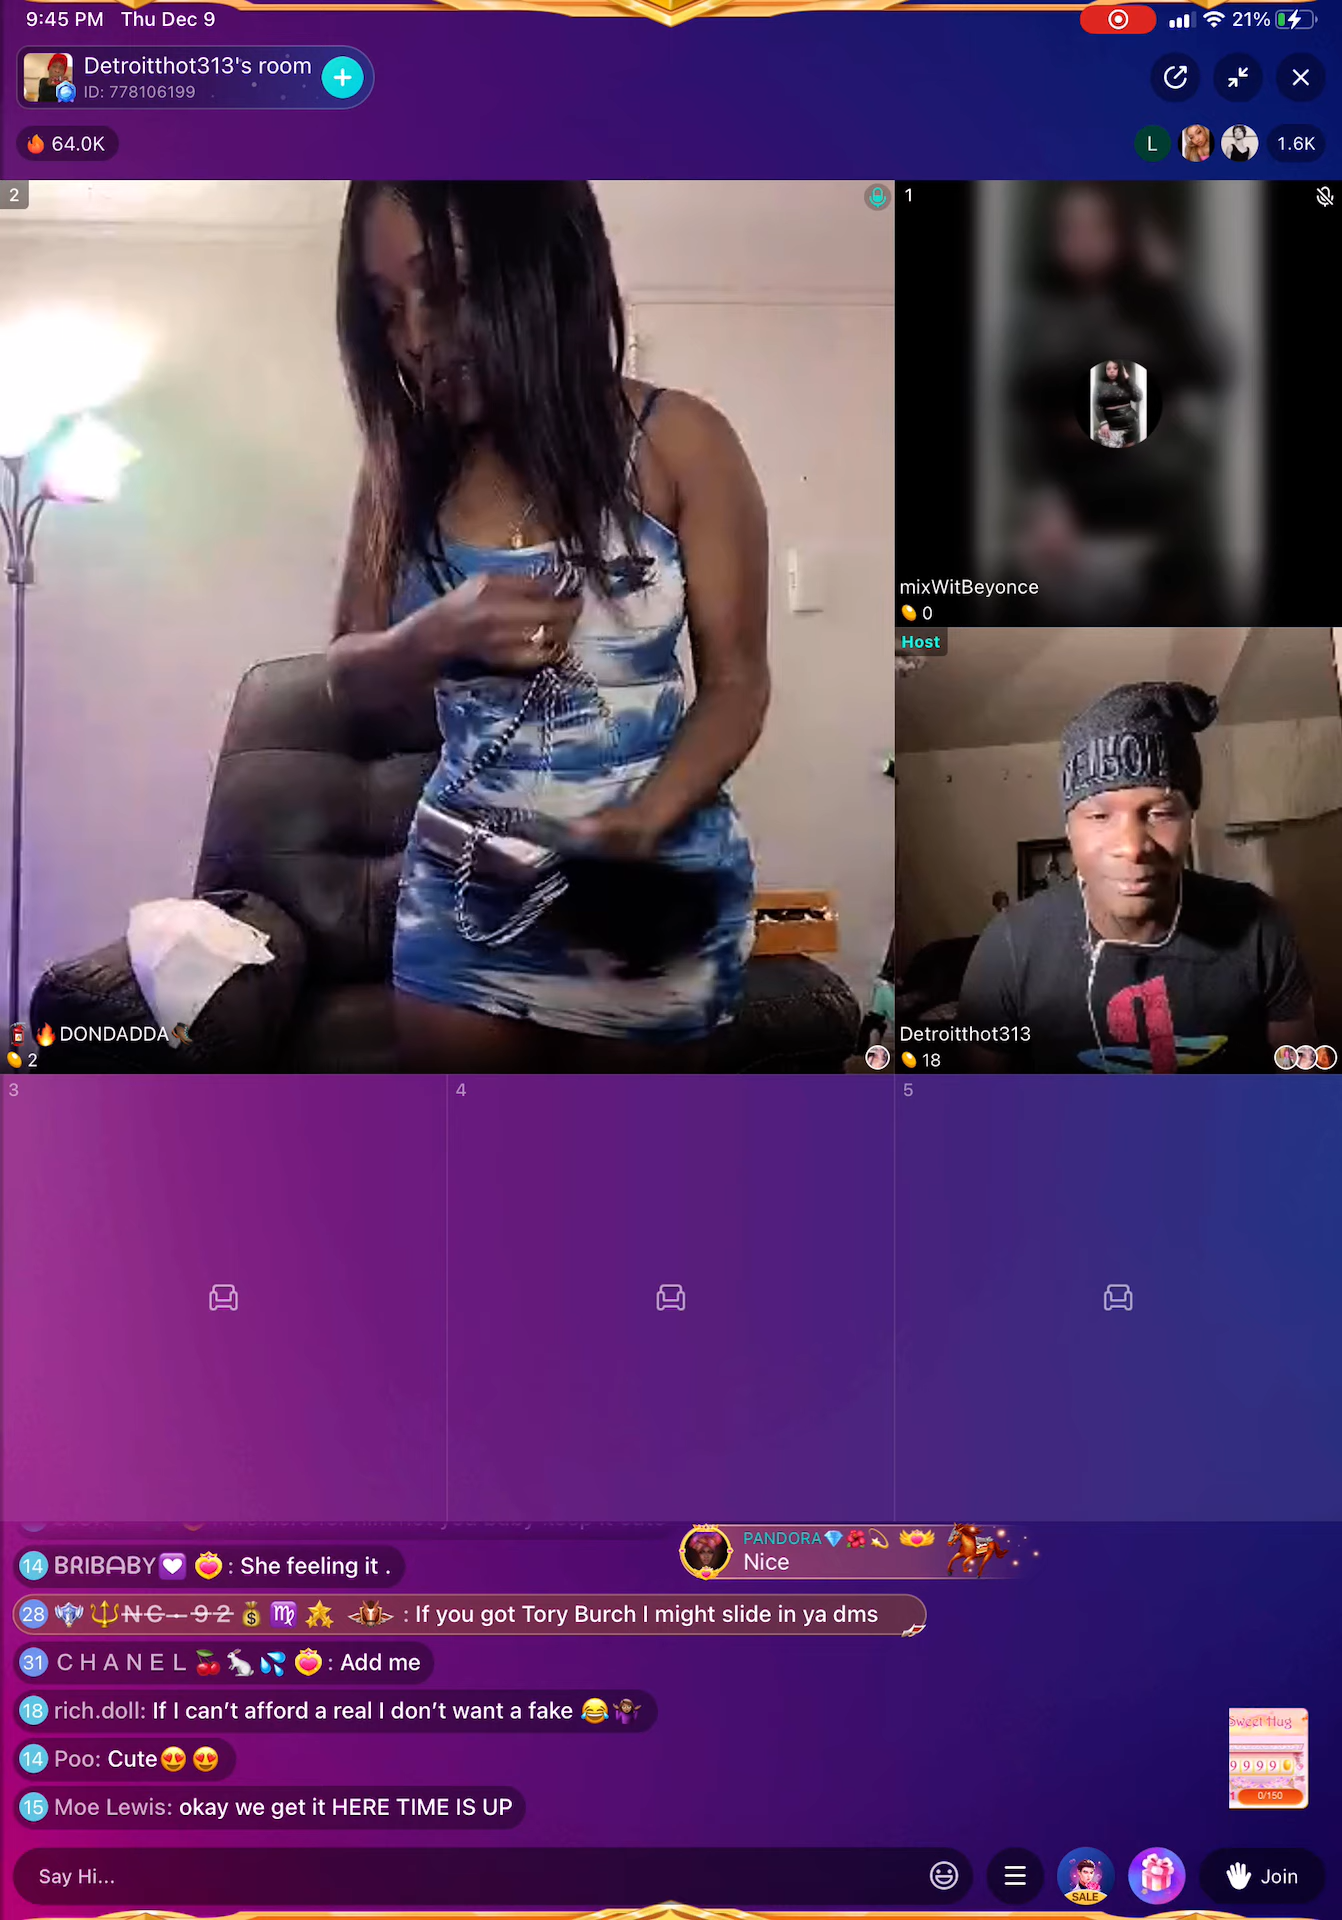 9:45 PM Thu Dec 9
21%
Detroitthot313's room
ID: 778106199
64.0K
L
1.6K
2
1
mixWitBeyonce
0
Host
🧯🔥DONDADDA
2
Detroitthot313
18
3
4
5
PANDORA💎🌺💫
Nice
14 BRIBABY💟 : She feeling it .
28 🔱N̶C̶-̶9̶2̶💰♍ : If you got Tory Burch I might slide in ya dms
31 C H A N E L🍒🐇💦 : Add me
18 rich.doll: If I can't afford a real I don't want a fake 😂🤷🏾‍♀️
14 Poo: Cute😍😍
15 Moe Lewis: okay we get it HERE TIME IS UP
Sweet Hug
9999
0/150
Say Hi...
SALE
Join